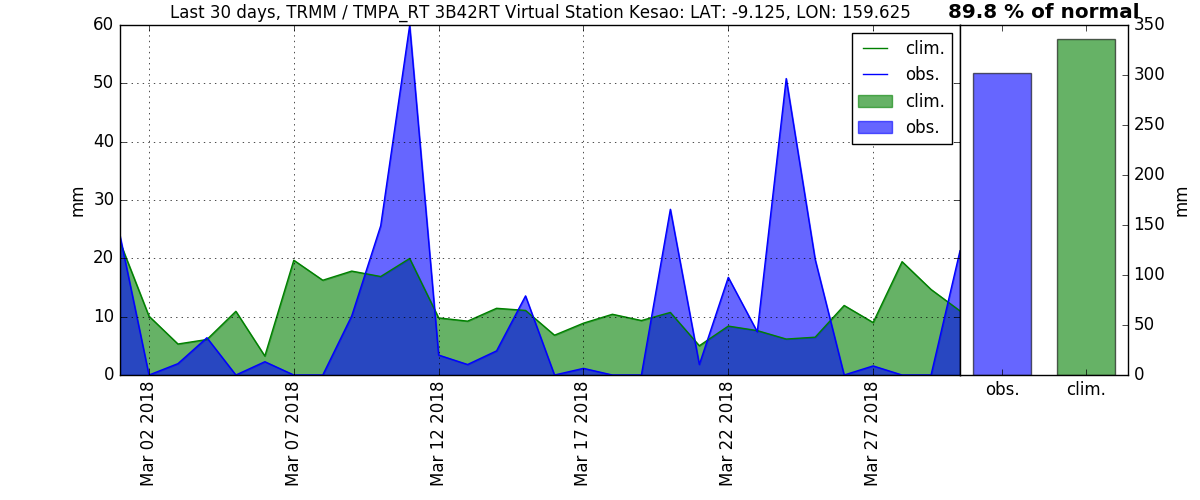 Last 30 days, TRMM / TMPA_RT 3B42RT Virtual Station Kesao: LAT: -9.125, LON: 159.625
89.8 % of normal
clim.
obs.
clim.
obs.
mm
60
50
40
30
20
10
0
Mar 02 2018
Mar 07 2018
Mar 12 2018
Mar 17 2018
Mar 22 2018
Mar 27 2018
obs.
clim.
350
300
250
200
150
100
50
0
mm